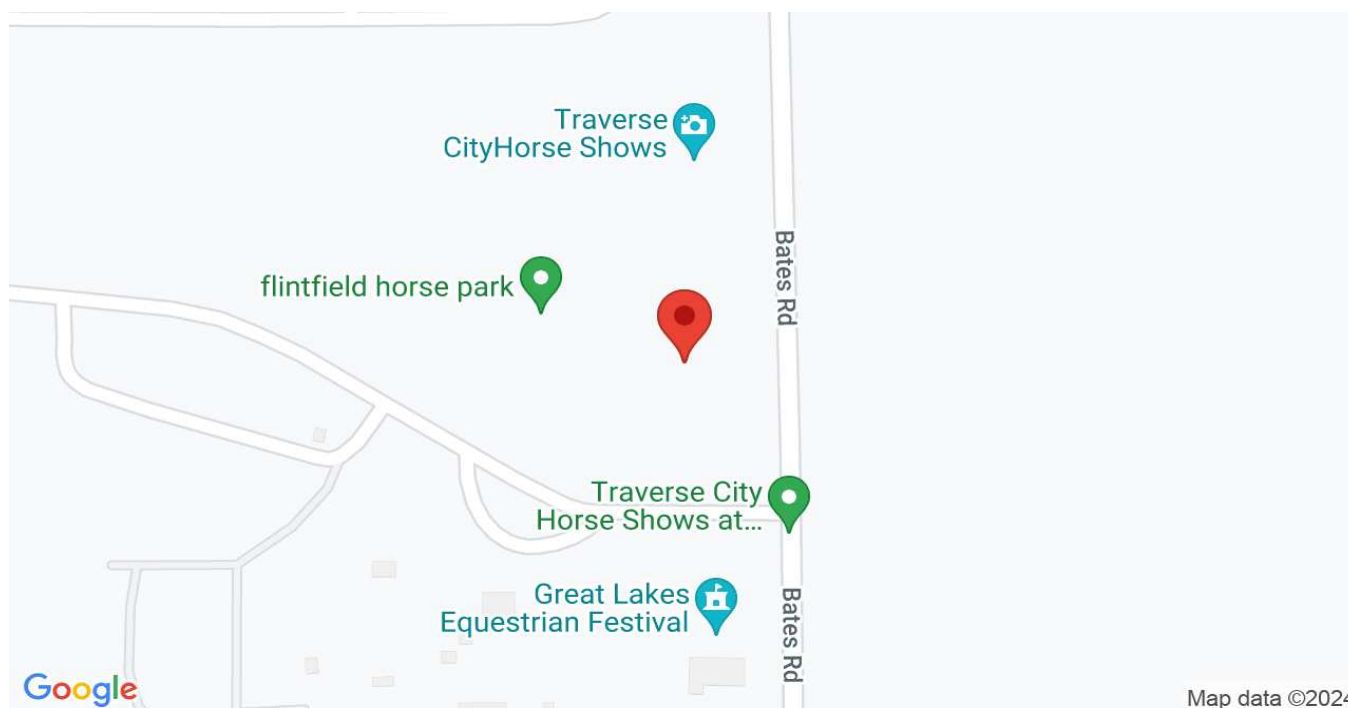 Traverse
CityHorse Shows
Bates Rd
flintfield horse park
Traverse City
Horse Shows at...
Great Lakes
Equestrian Festival
Bates Rd
Google
Map data ©2024